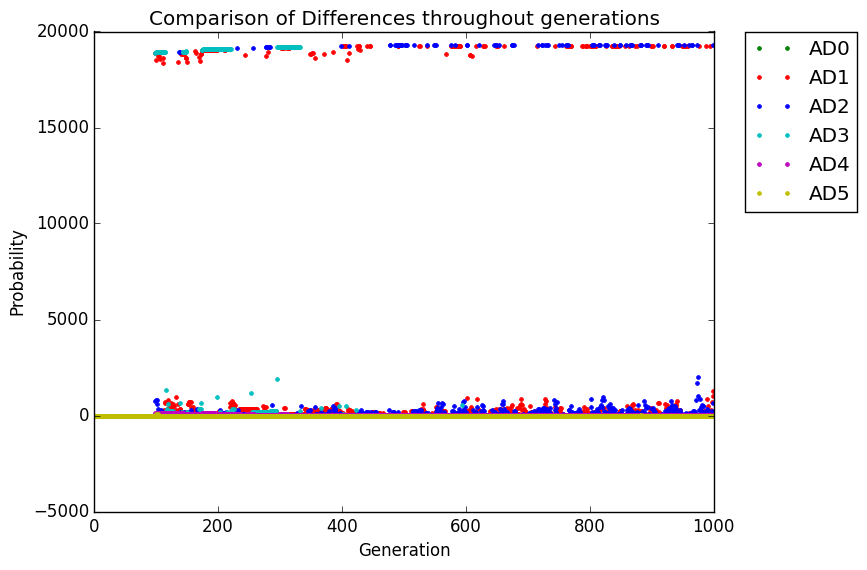 Comparison of Differences throughout generations
20000
15000
10000
5000
0
−5000
Probability
0 200 400 600 800 1000
Generation
AD0
AD1
AD2
AD3
AD4
AD5